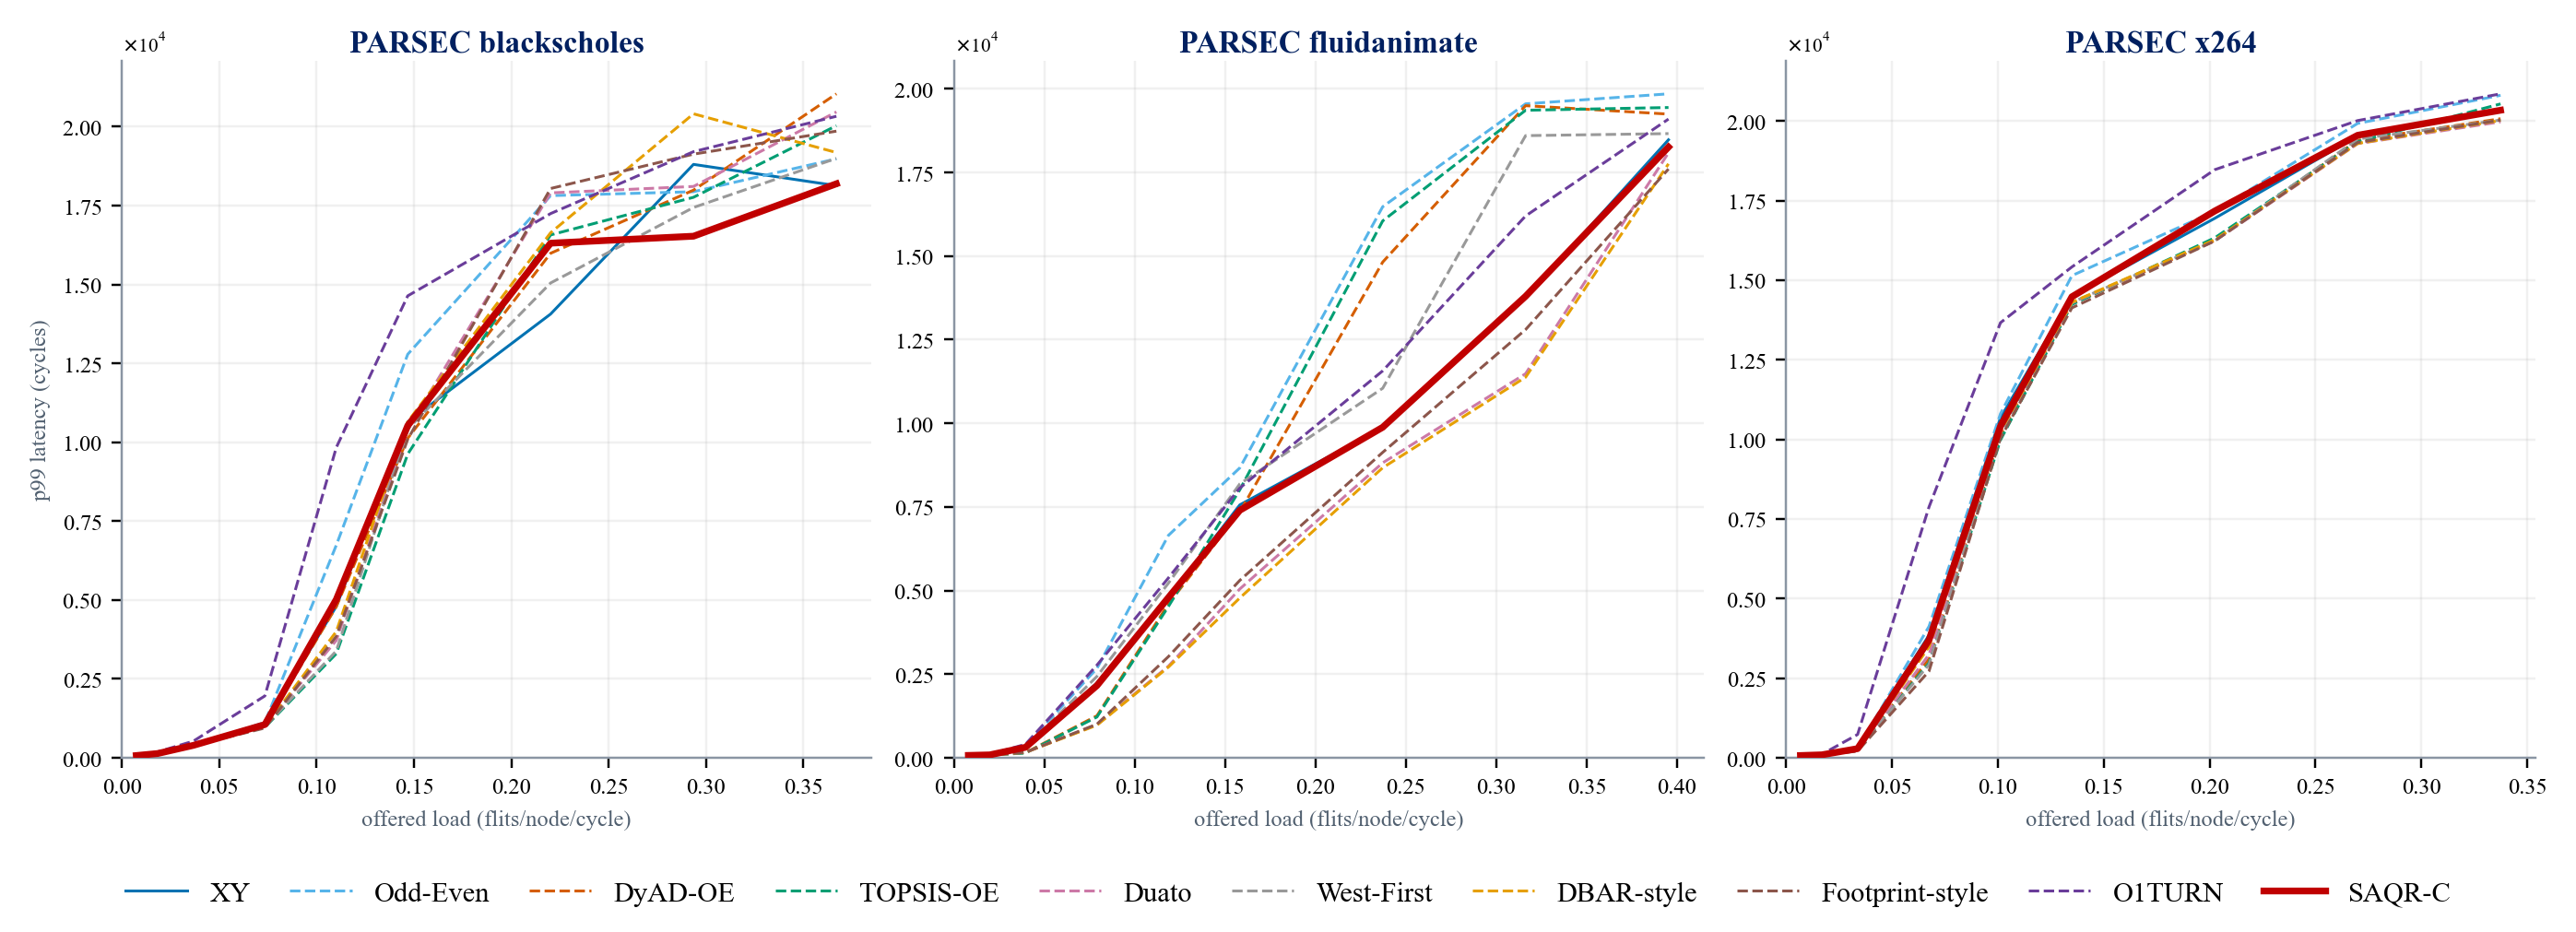 PARSEC blackscholes
×10⁴
2.00
1.75
1.50
1.25
1.00
0.75
0.50
0.25
0.00
p99 latency (cycles)
0.00 0.05 0.10 0.15 0.20 0.25 0.30 0.35
offered load (flits/node/cycle)
PARSEC fluidanimate
×10⁴
2.00
1.75
1.50
1.25
1.00
0.75
0.50
0.25
0.00
0.00 0.05 0.10 0.15 0.20 0.25 0.30 0.35 0.40
offered load (flits/node/cycle)
PARSEC x264
×10⁴
2.00
1.75
1.50
1.25
1.00
0.75
0.50
0.25
0.00
0.00 0.05 0.10 0.15 0.20 0.25 0.30 0.35
offered load (flits/node/cycle)
XY Odd-Even DyAD-OE TOPSIS-OE Duato West-First DBAR-style Footprint-style O1TURN SAQR-C